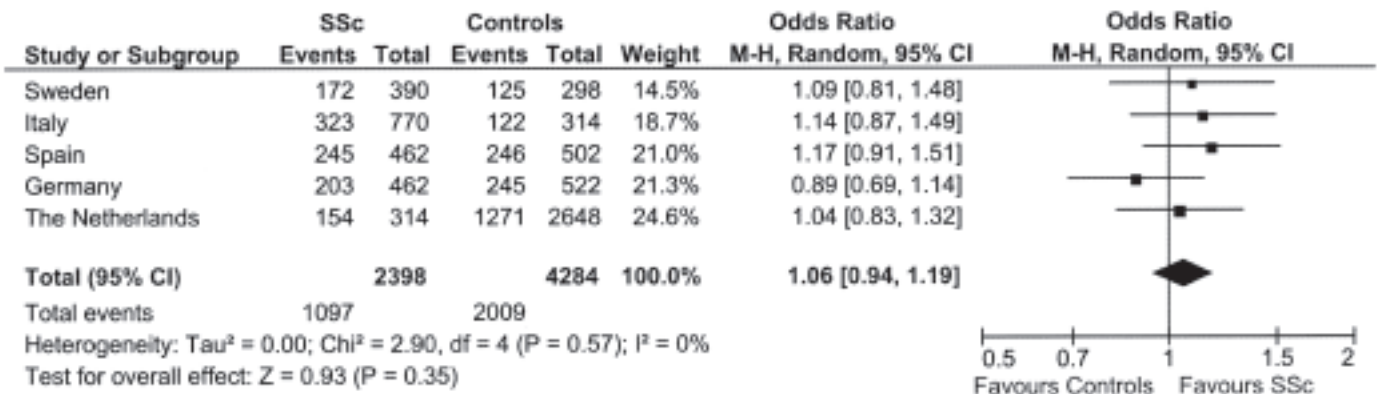 SSc Controls Odds Ratio Odds Ratio
Study or Subgroup Events Total Events Total Weight M-H, Random, 95% CI M-H, Random, 95% CI
Sweden 172 390 125 298 14.5% 1.09 [0.81, 1.48]
Italy 323 770 122 314 18.7% 1.14 [0.87, 1.49]
Spain 245 462 246 502 21.0% 1.17 [0.91, 1.51]
Germany 203 462 245 522 21.3% 0.89 [0.69, 1.14]
The Netherlands 154 314 1271 2648 24.6% 1.04 [0.83, 1.32]
Total (95% CI) 2398 4284 100.0% 1.06 [0.94, 1.19]
Total events 1097 2009
Heterogeneity: Tau² = 0.00; Chi² = 2.90, df = 4 (P = 0.57); I² = 0%
Test for overall effect: Z = 0.93 (P = 0.35)
0.5 0.7 1 1.5 2
Favours Controls Favours SSc